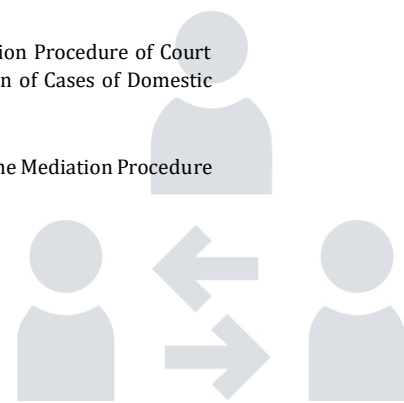 ion Procedure of Court
n of Cases of Domestic
he Mediation Procedure